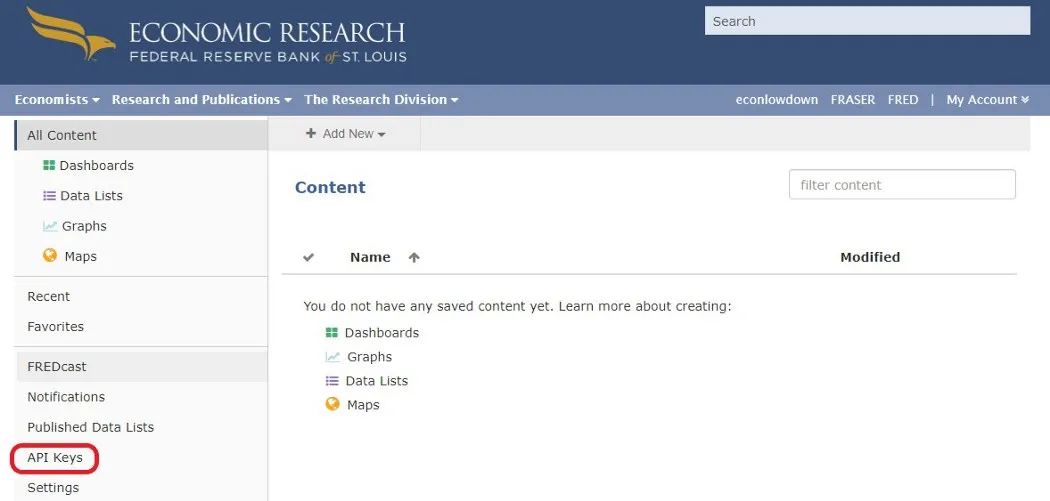 ECONOMIC RESEARCH
FEDERAL RESERVE BANK of ST. LOUIS
Search
Economists Research and Publications The Research Division econlowdown FRASER FRED | My Account
All Content
Dashboards
Data Lists
Graphs
Maps
Recent
Favorites
FREDcast
Notifications
Published Data Lists
API Keys
Settings
+ Add New
Content
filter content
Name Modified
You do not have any saved content yet. Learn more about creating:
Dashboards
Graphs
Data Lists
Maps